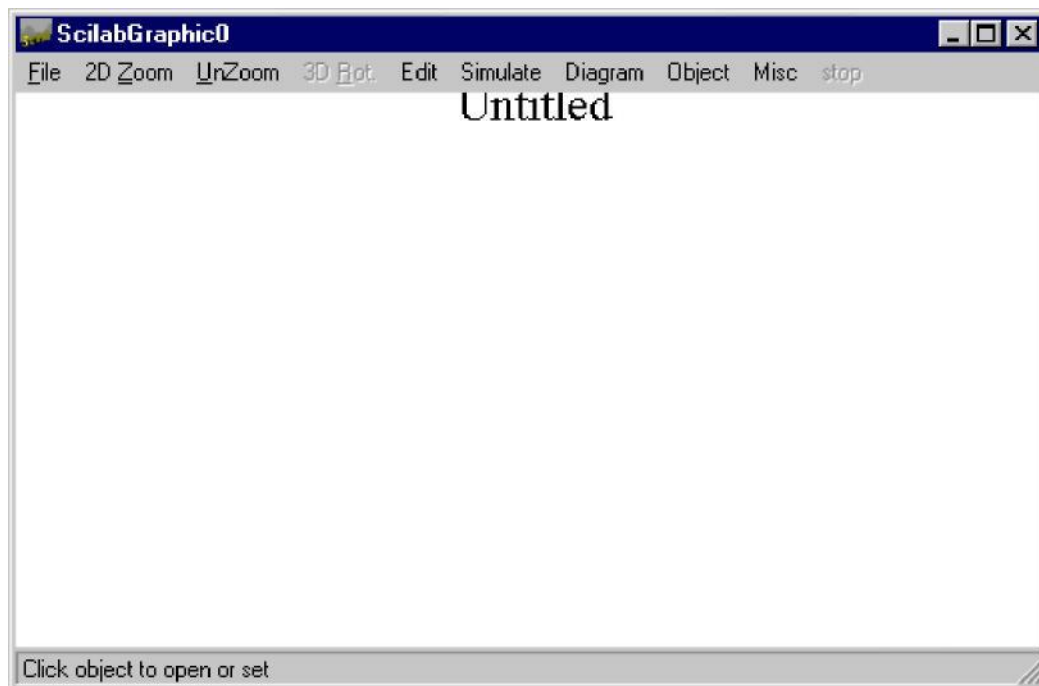 ScilabGraphic0
File 2D Zoom UnZoom 3D Rot. Edit Simulate Diagram Object Misc stop
Untitled
Click object to open or set